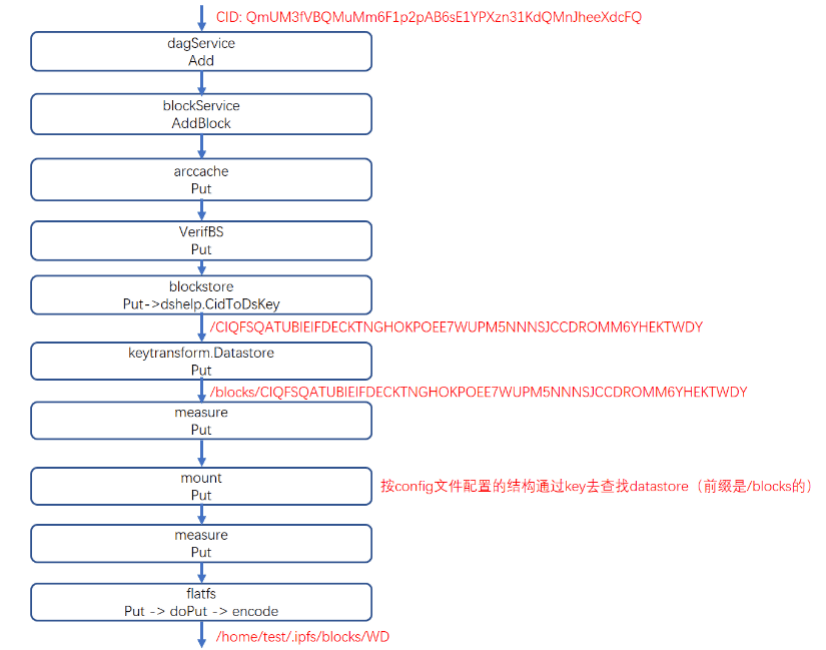 CID: QmUM3fVBQMuMm6F1p2pAB6sE1YPXzn31KdQMnJheeXdcFQ
dagService
Add
blockService
AddBlock
arccache
Put
VerifBS
Put
blockstore
Put->dshelp.CidToDsKey
/CIQFSQATUBIEIFDECKTNGHOKPOEE7WUPM5NNNSJCCDROMM6YHEKTWDY
keytransform.Datastore
Put
/blocks/CIQFSQATUBIEIFDECKTNGHOKPOEE7WUPM5NNNSJCCDROMM6YHEKTWDY
measure
Put
mount
Put
按config文件配置的结构通过key去查找datastore（前缀是/blocks的）
measure
Put
flatfs
Put -> doPut -> encode
/home/test/.ipfs/blocks/WD